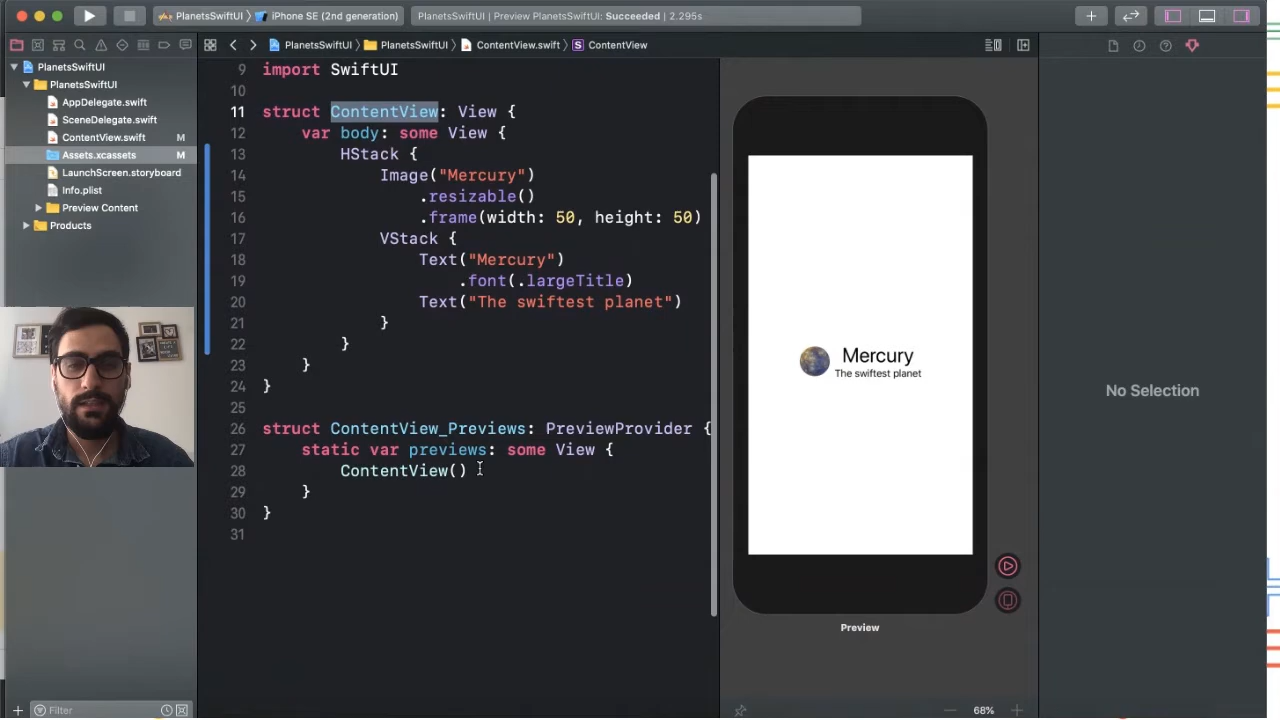 PlanetsSwiftUI
iPhone SE (2nd generation)
PlanetsSwiftUI | Preview PlanetsSwiftUI: Succeeded | 2.295s
PlanetsSwiftUI
PlanetsSwiftUI
ContentView.swift
S ContentView
PlanetsSwiftUI
PlanetsSwiftUI
AppDelegate.swift
SceneDelegate.swift
ContentView.swift M
Assets.xcassets M
LaunchScreen.storyboard
Info.plist
Preview Content
Products
9 import SwiftUI
10
11 struct ContentView: View {
12 var body: some View {
13 HStack {
14 Image("Mercury")
15 .resizable()
16 .frame(width: 50, height: 50)
17 VStack {
18 Text("Mercury")
19 .font(.largeTitle)
20 Text("The swiftest planet")
21 }
22 }
23 }
24 }
25
26 struct ContentView_Previews: PreviewProvider {
27 static var previews: some View {
28 ContentView()
29 }
30 }
31
Mercury
The swiftest planet
Preview
No Selection
Filter
68%